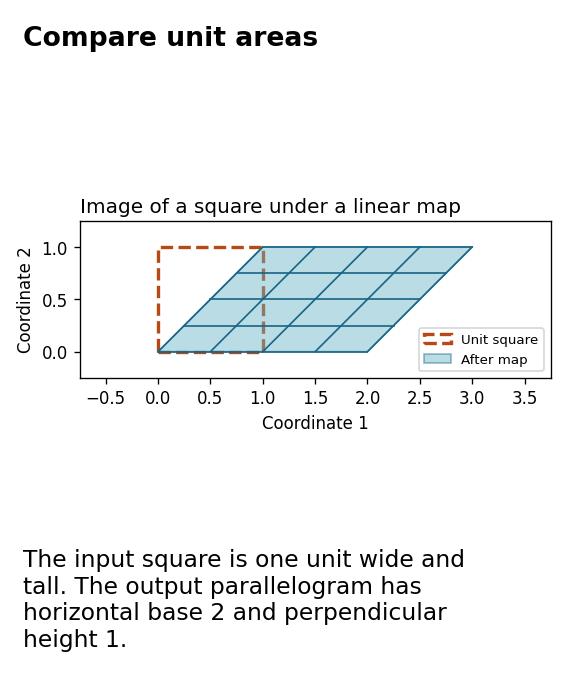 Compare unit areas
Image of a square under a linear map
Coordinate 2
1.0
0.5
0.0
Unit square
After map
−0.5 0.0 0.5 1.0 1.5 2.0 2.5 3.0 3.5
Coordinate 1
The input square is one unit wide and
tall. The output parallelogram has
horizontal base 2 and perpendicular
height 1.